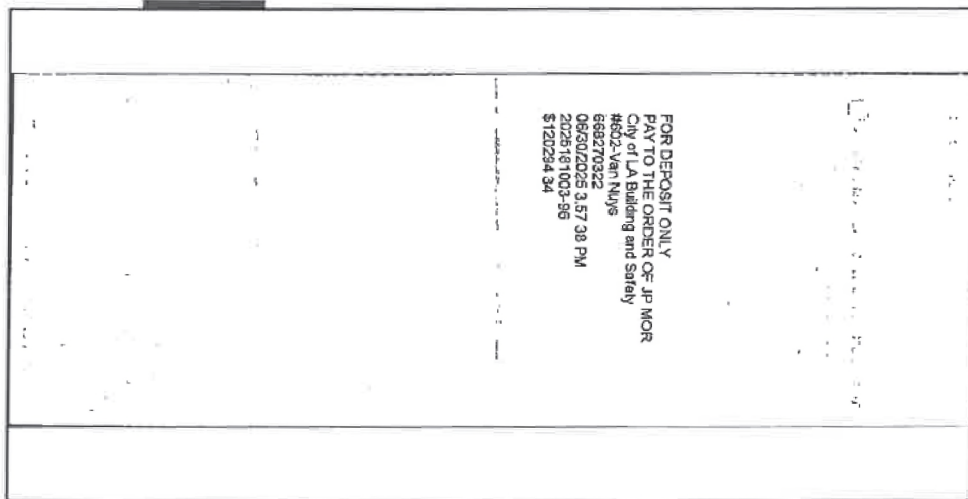 FOR DEPOSIT ONLY
PAY TO THE ORDER OF JP MOR
City of LA Building and Safety
#602-Van Nuys
668270322
06/30/2025 3.57 38 PM
2025181003-96
$120294 34